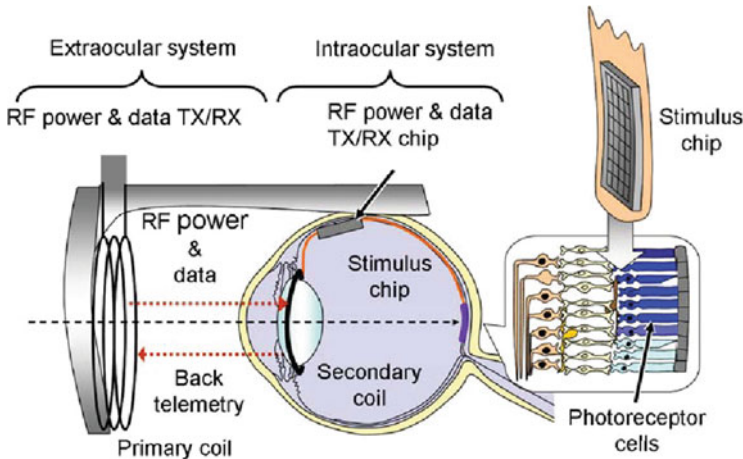 Extraocular system
Intraocular system
RF power & data TX/RX
RF power & data
TX/RX chip
Stimulus
chip
RF power
&
data
Stimulus
chip
Back
telemetry
Secondary
coil
Primary coil
Photoreceptor
cells